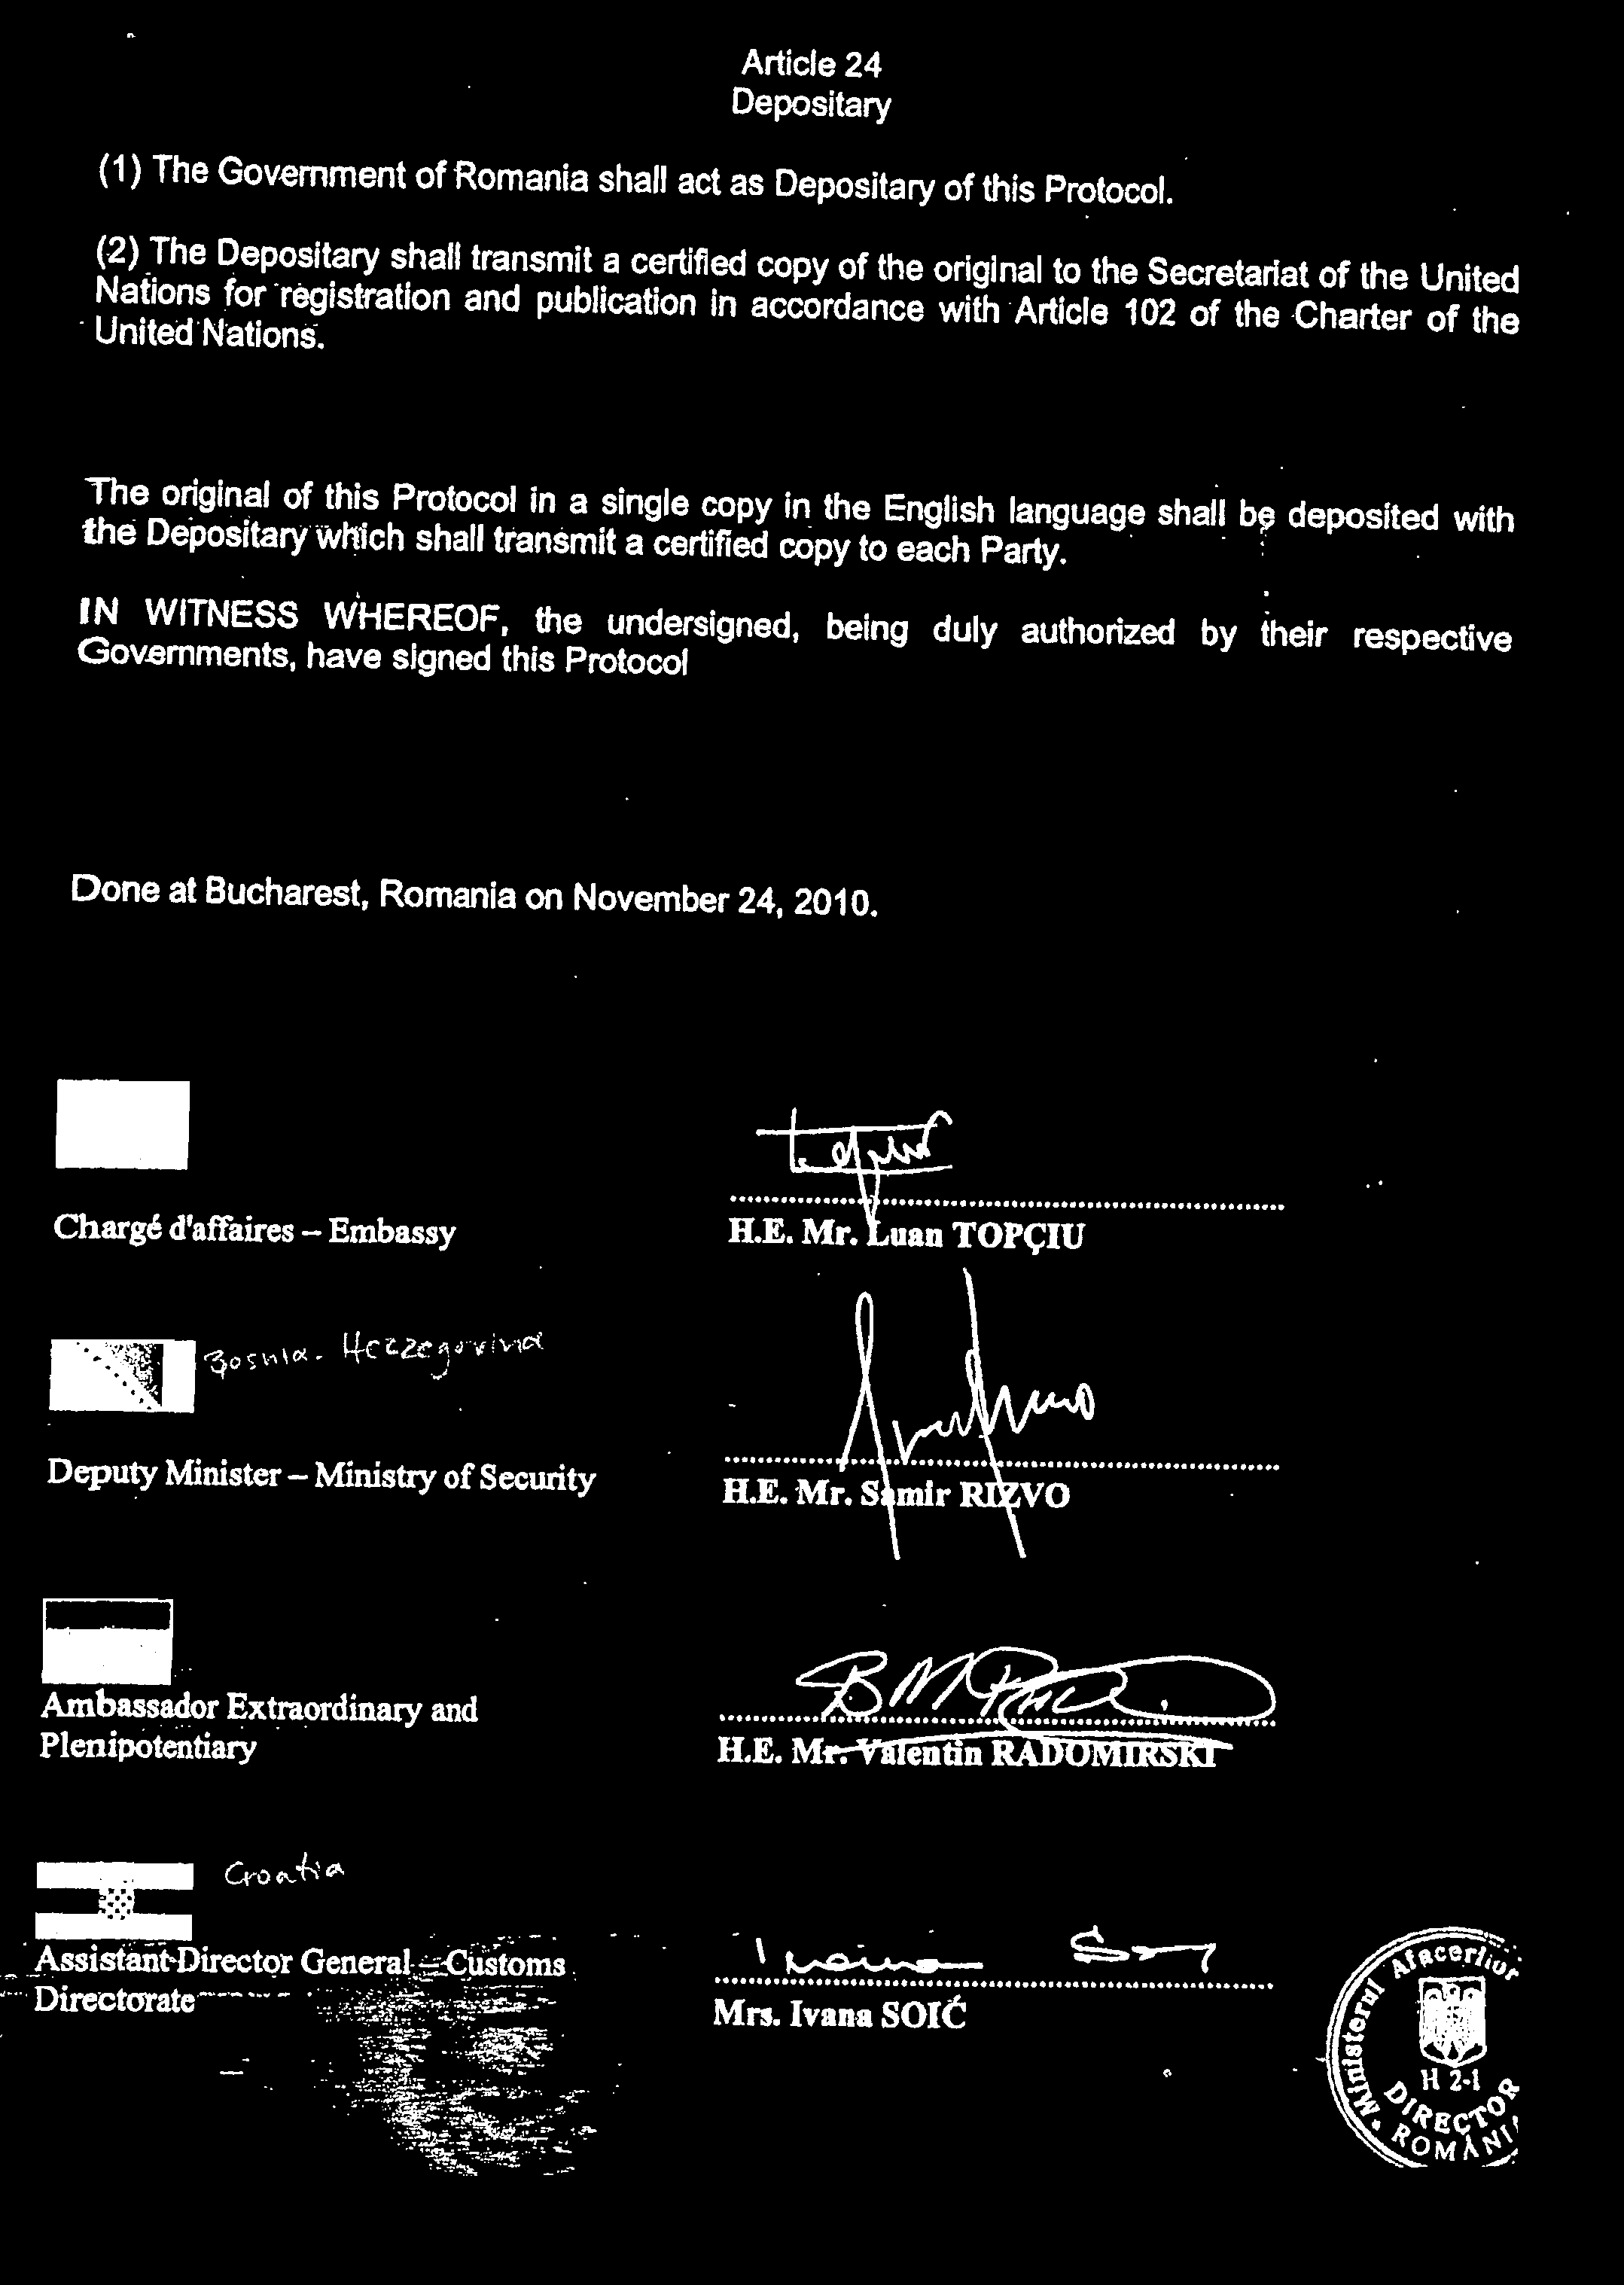 Article 24
Depositary
(1) The Government of Romania shall act as Depositary of this Protocol.
(2) The Depositary shall transmit a certified copy of the original to the Secretariat of the United
Nations for registration and publication in accordance with Article 102 of the Charter of the
United Nations.
The original of this Protocol in a single copy in the English language shall be deposited with
the Depositary which shall transmit a certified copy to each Party.
IN WITNESS WHEREOF, the undersigned, being duly authorized by their respective
Governments, have signed this Protocol
Done at Bucharest, Romania on November 24, 2010.
Chargé d'affaires – Embassy
H.E. Mr. Luan TOPÇIU
Bosnia - Herzegovina
Deputy Minister – Ministry of Security
H.E. Mr. Samir RIZVO
Ambassador Extraordinary and
Plenipotentiary
H.E. Mr. Valentin RADOMIRSKI
Croatia
Assistant Director General – Customs
Directorate
Mrs. Ivana SOIĆ
Ministerul Afacerilor
H 2-1
DIRECTOR
ROMÂNI